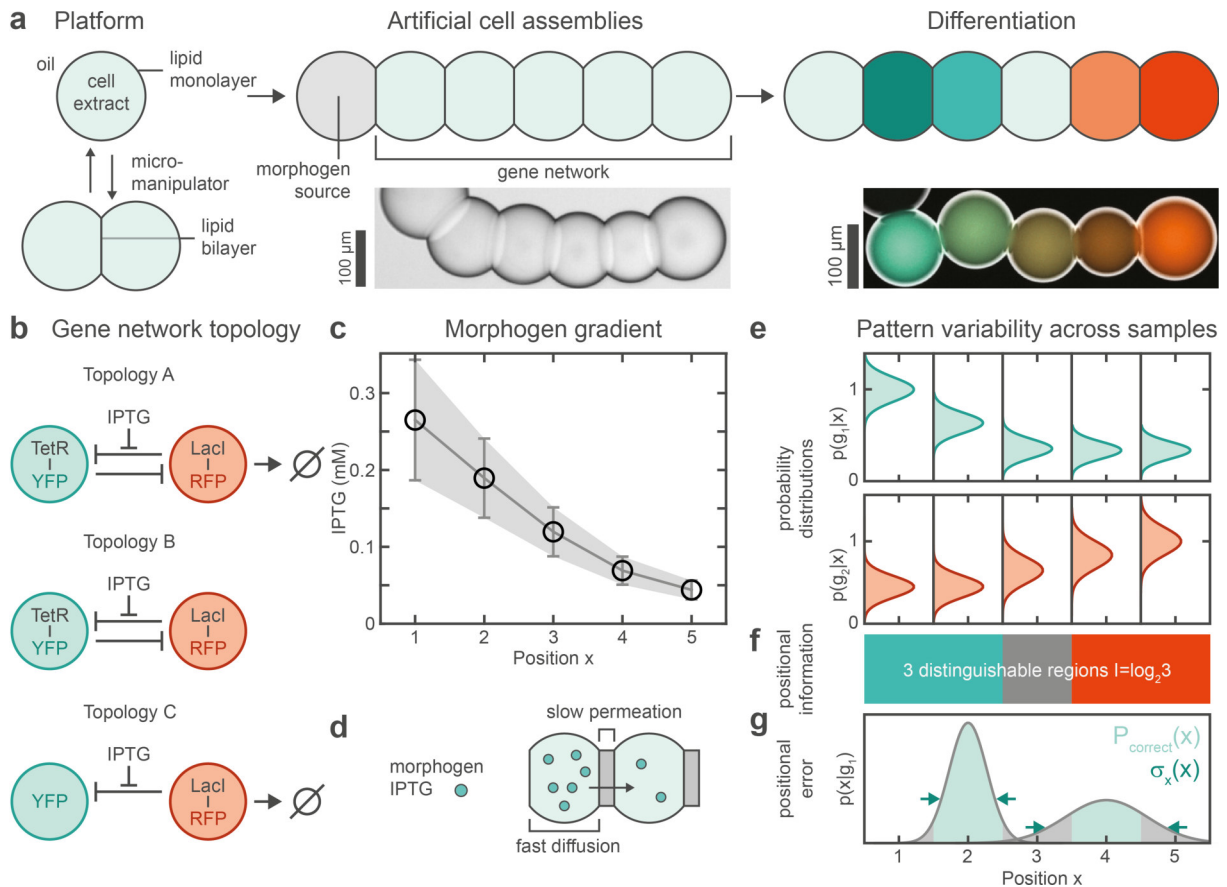 a Platform
Artificial cell assemblies
Differentiation
oil
cell
extract
lipid
monolayer
micro-
manipulator
lipid
bilayer
morphogen
source
gene network
100 µm
100 µm
b Gene network topology
Topology A
IPTG
TetR
YFP
LacI
RFP
Topology B
IPTG
TetR
YFP
LacI
RFP
Topology C
IPTG
YFP
LacI
RFP
c Morphogen gradient
IPTG (mM)
0.3
0.2
0.1
0
1 2 3 4 5
Position x
d
slow permeation
morphogen
IPTG
fast diffusion
e Pattern variability across samples
probability
distributions
p(g₁|x)
1
0
p(g₂|x)
1
0
f
positional
information
3 distinguishable regions I=log₂3
g
positional
error
p(x|g₁)
P_correct(x)
σₓ(x)
1 2 3 4 5
Position x